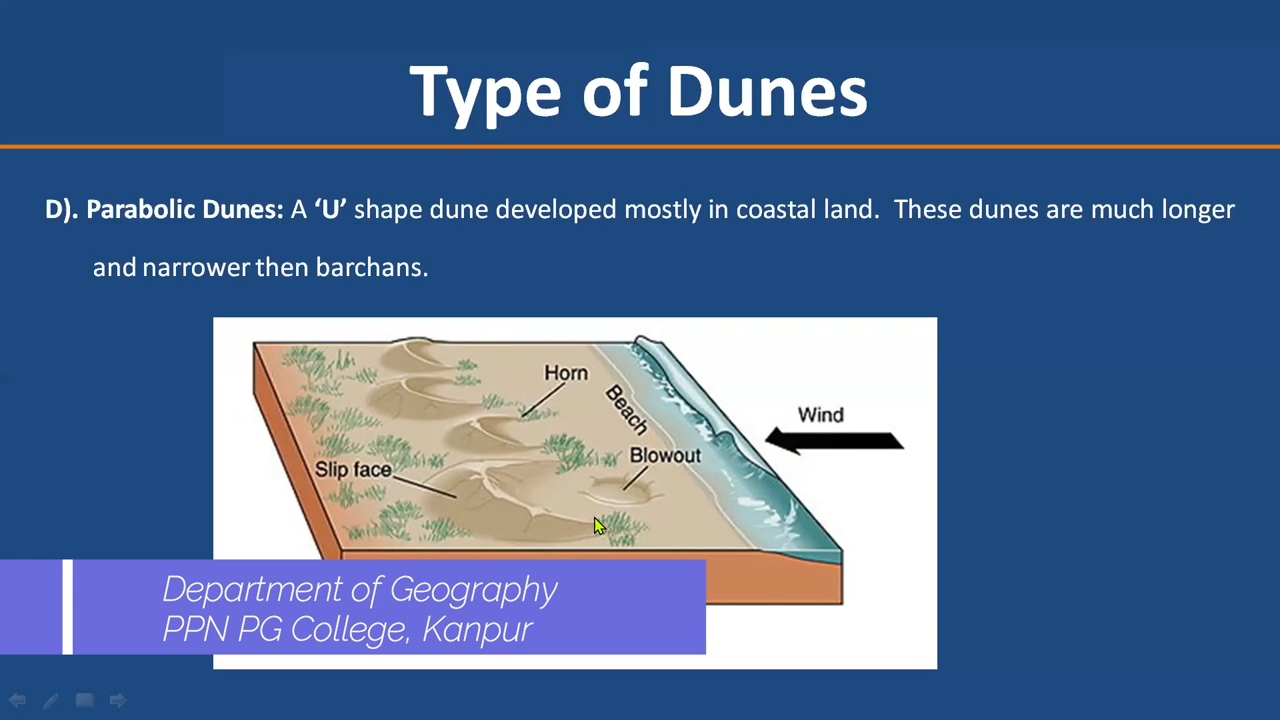 Type of Dunes
D). Parabolic Dunes: A ‘U’ shape dune developed mostly in coastal land. These dunes are much longer
and narrower then barchans.
Horn
Beach
Wind
Blowout
Slip face
Department of Geography
PPN PG College, Kanpur